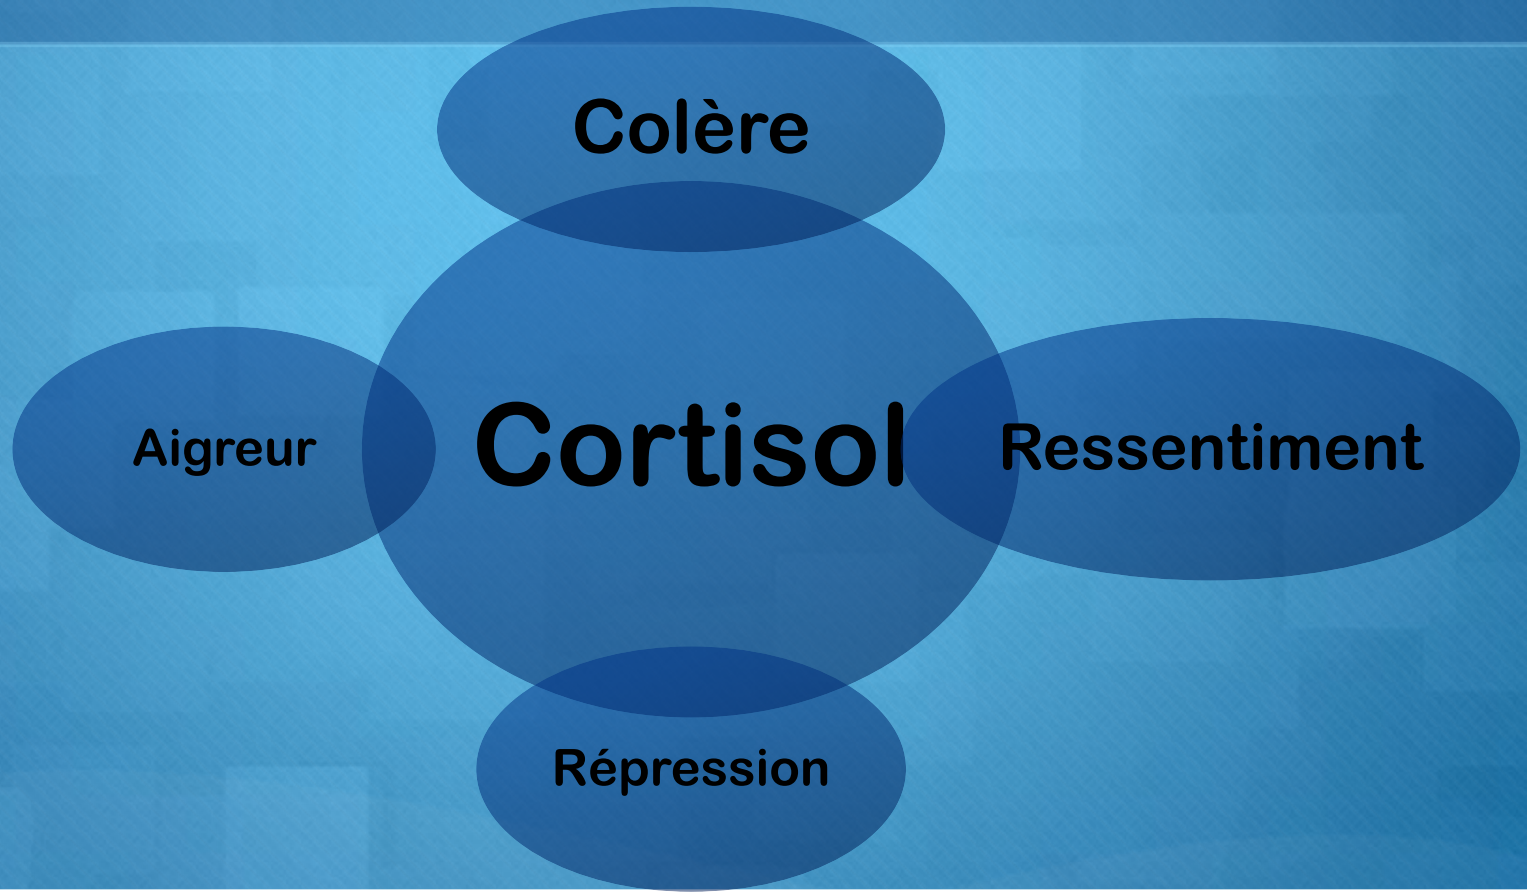 Colère
Aigreur
Cortisol
Ressentiment
Répression